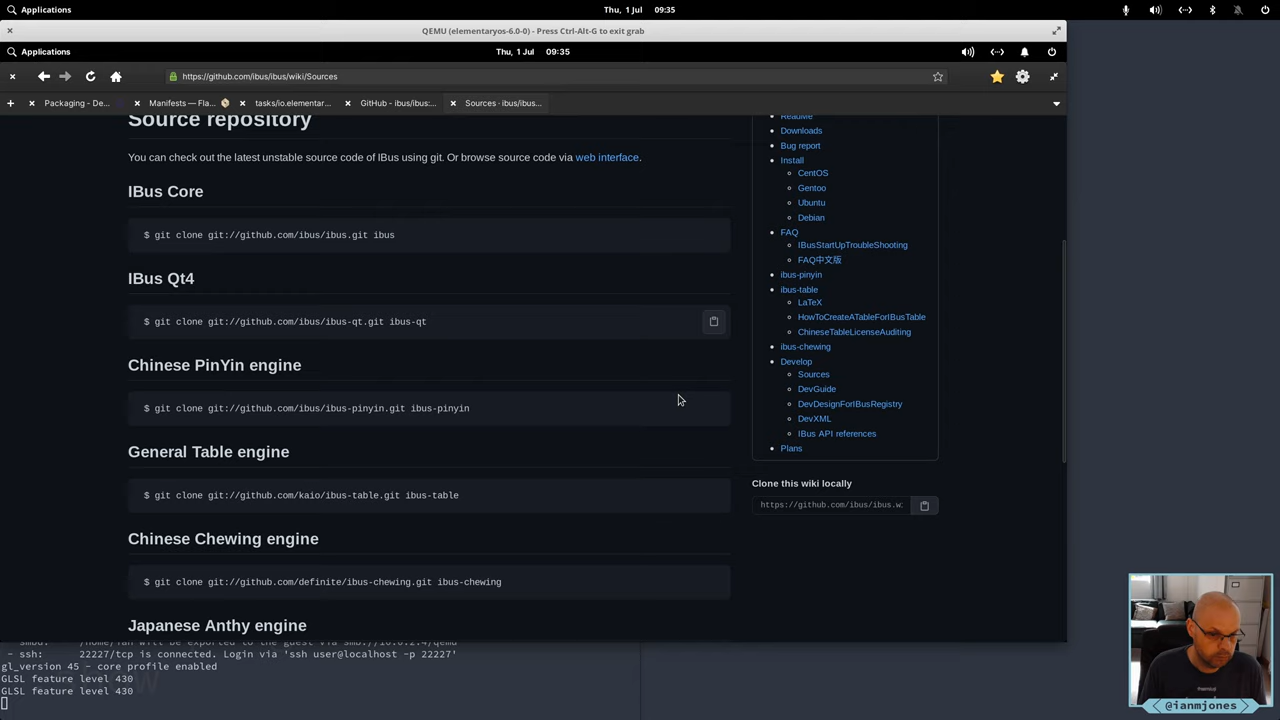 Applications
Thu, 1 Jul 09:35
QEMU (elementaryos-6.0-0) - Press Ctrl-Alt-G to exit grab
Applications
Thu, 1 Jul 09:35
https://github.com/ibus/ibus/wiki/Sources
Packaging - De...
Manifests — Fla...
tasks/io.elementar...
GitHub - ibus/ibus:...
Sources · ibus/ibus...
Source repository
You can check out the latest unstable source code of IBus using git. Or browse source code via web interface.
IBus Core
$ git clone git://github.com/ibus/ibus.git ibus
IBus Qt4
$ git clone git://github.com/ibus/ibus-qt.git ibus-qt
Chinese PinYin engine
$ git clone git://github.com/ibus/ibus-pinyin.git ibus-pinyin
General Table engine
$ git clone git://github.com/kaio/ibus-table.git ibus-table
Chinese Chewing engine
$ git clone git://github.com/definite/ibus-chewing.git ibus-chewing
Japanese Anthy engine
ReadMe
Downloads
Bug report
Install
CentOS
Gentoo
Ubuntu
Debian
FAQ
IBusStartUpTroubleShooting
FAQ中文版
ibus-pinyin
ibus-table
LaTeX
HowToCreateATableForIBusTable
ChineseTableLicenseAuditing
ibus-chewing
Develop
Sources
DevGuide
DevDesignForIBusRegistry
DevXML
IBus API references
Plans
Clone this wiki locally
https://github.com/ibus/ibus.w
- ssh: 22227/tcp is connected. Login via 'ssh user@localhost -p 22227'
gl_version 45 - core profile enabled
GLSL feature level 430
GLSL feature level 430
@ianmjones